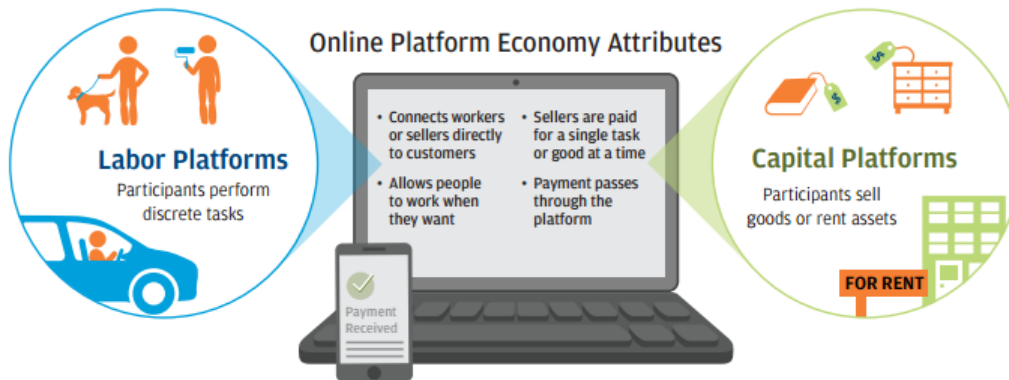 Online Platform Economy Attributes
Labor Platforms
Participants perform
discrete tasks
• Connects workers
or sellers directly
to customers
• Allows people
to work when
they want
• Sellers are paid
for a single task
or good at a time
• Payment passes
through the
platform
Payment
Received
$
$
Capital Platforms
Participants sell
goods or rent assets
FOR RENT